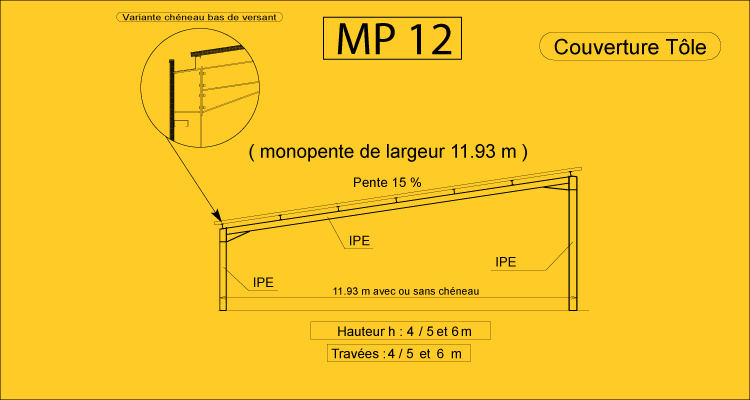 Variante chéneau bas de versant
MP 12
Couverture Tôle
( monopente de largeur 11.93 m )
Pente 15 %
IPE
IPE
IPE
11.93 m avec ou sans chéneau
Hauteur h : 4 / 5 et 6 m
Travées : 4 / 5 et 6 m